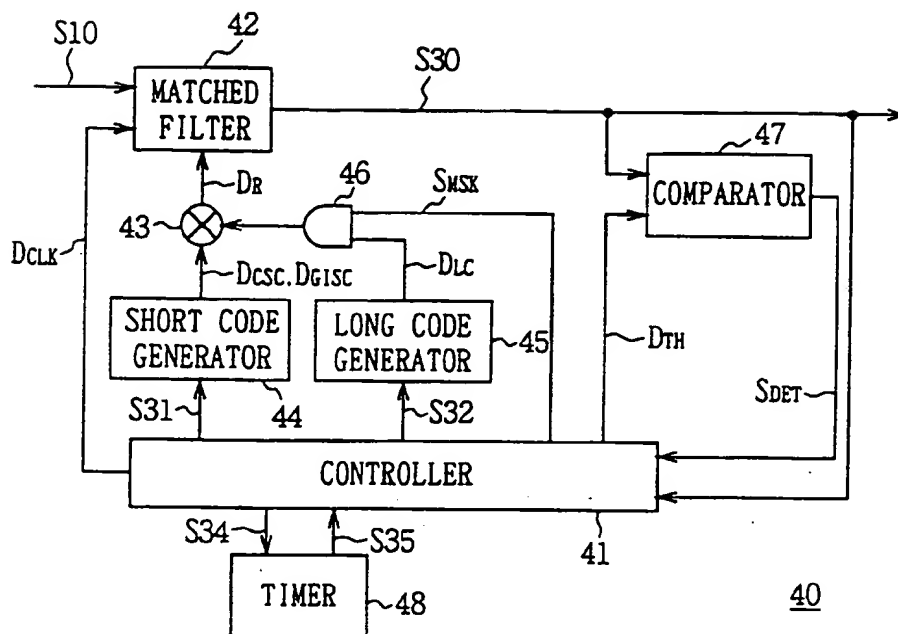 S10
42
MATCHED
FILTER
S30
47
COMPARATOR
DR
46
SMSK
43
DCLK
DCSC.DGISC
DLC
SHORT CODE
GENERATOR
LONG CODE
GENERATOR
45
DTH
44
S31
S32
SDET
CONTROLLER
S34
S35
41
TIMER
48
40